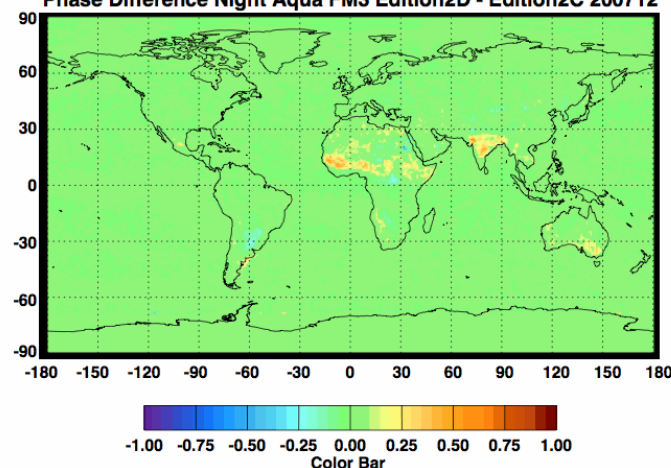 Phase Difference Night Aqua FM3 Edition2D - Edition2C 200712
90
60
30
0
-30
-60
-90
-180 -150 -120 -90 -60 -30 0 30 60 90 120 150 180
-1.00 -0.75 -0.50 -0.25 0.00 0.25 0.50 0.75 1.00
Color Bar